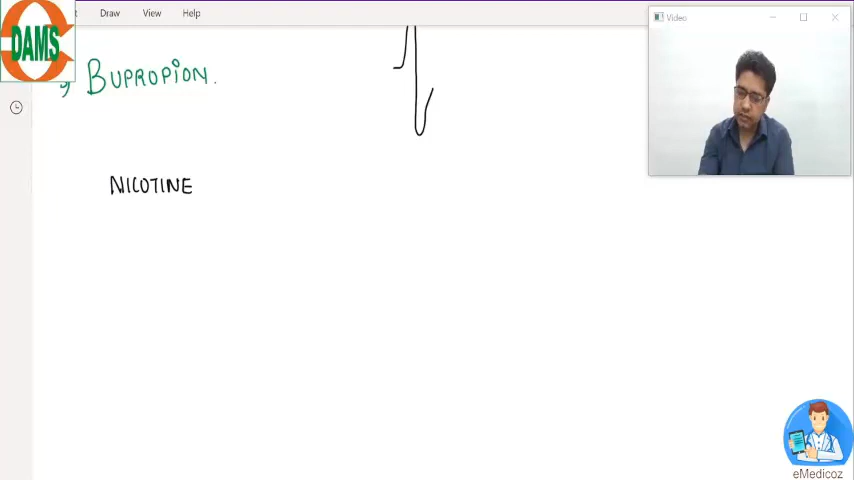 Draw View Help
Video
DAMS
BUPROPION.
NICOTINE
eMedicoz